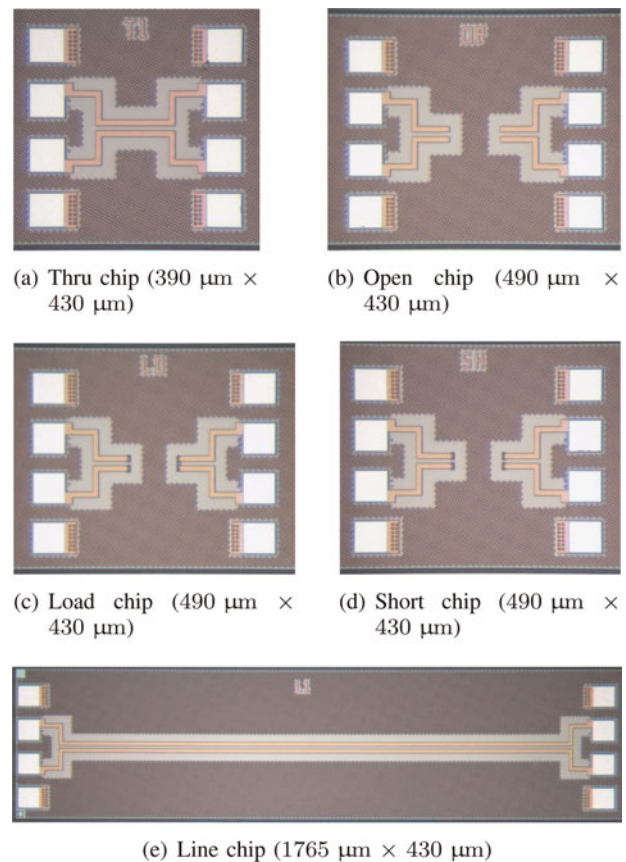 SH
(a) Thru chip (390 μm ×
430 μm)
(b) Open chip (490 μm ×
430 μm)
(c) Load chip (490 μm ×
430 μm)
(d) Short chip (490 μm ×
430 μm)
(e) Line chip (1765 μm × 430 μm)